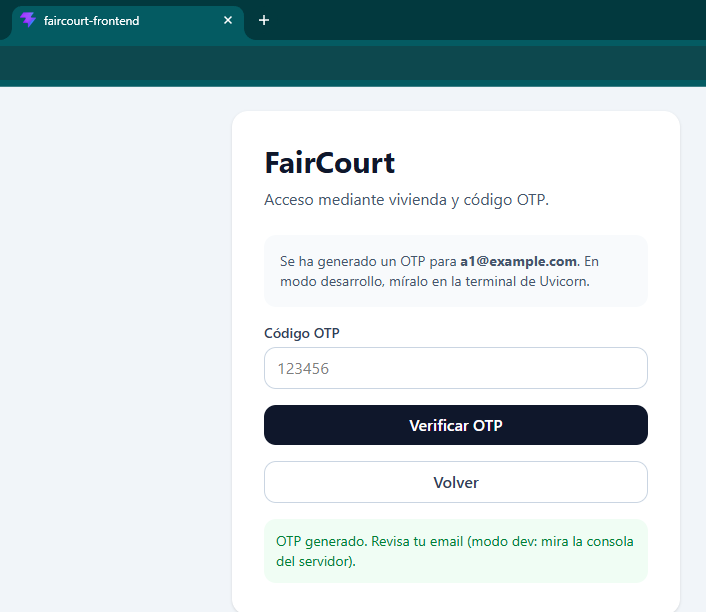 faircourt-frontend
FairCourt
Acceso mediante vivienda y código OTP.
Se ha generado un OTP para a1@example.com. En
modo desarrollo, míralo en la terminal de Uvicorn.
Código OTP
123456
Verificar OTP
Volver
OTP generado. Revisa tu email (modo dev: mira la consola
del servidor).